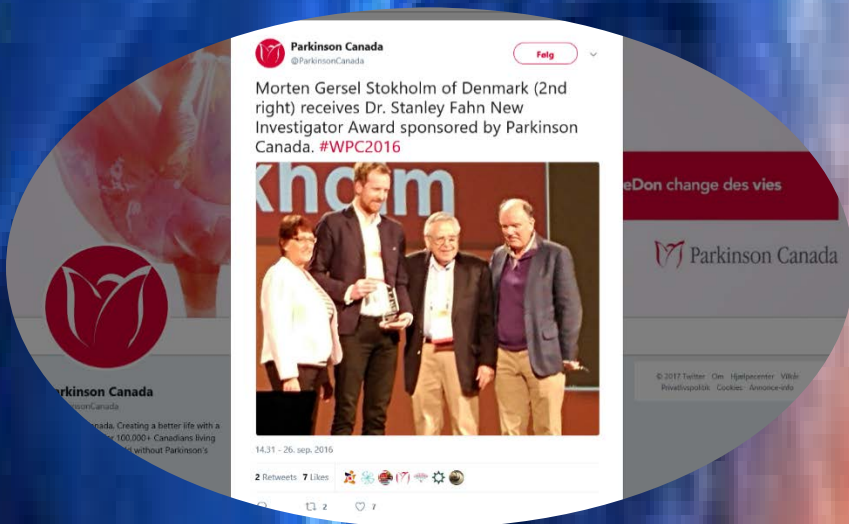 Parkinson Canada
@ParkinsonCanada
Følg
Morten Gersel Stokholm of Denmark (2nd
right) receives Dr. Stanley Fahn New
Investigator Award sponsored by Parkinson
Canada. #WPC2016
kholm
14.31 - 26. sep. 2016
2 Retweets 7 Likes
2 7
eDon change des vies
Parkinson Canada
© 2017 Twitter Om Hjælpecenter Vilkår
Privatlivspolitik Cookies Annonce-info
arkinson Canada
nsonCanada
anada. Creating a better life with a
r 100,000+ Canadians living
d without Parkinson's